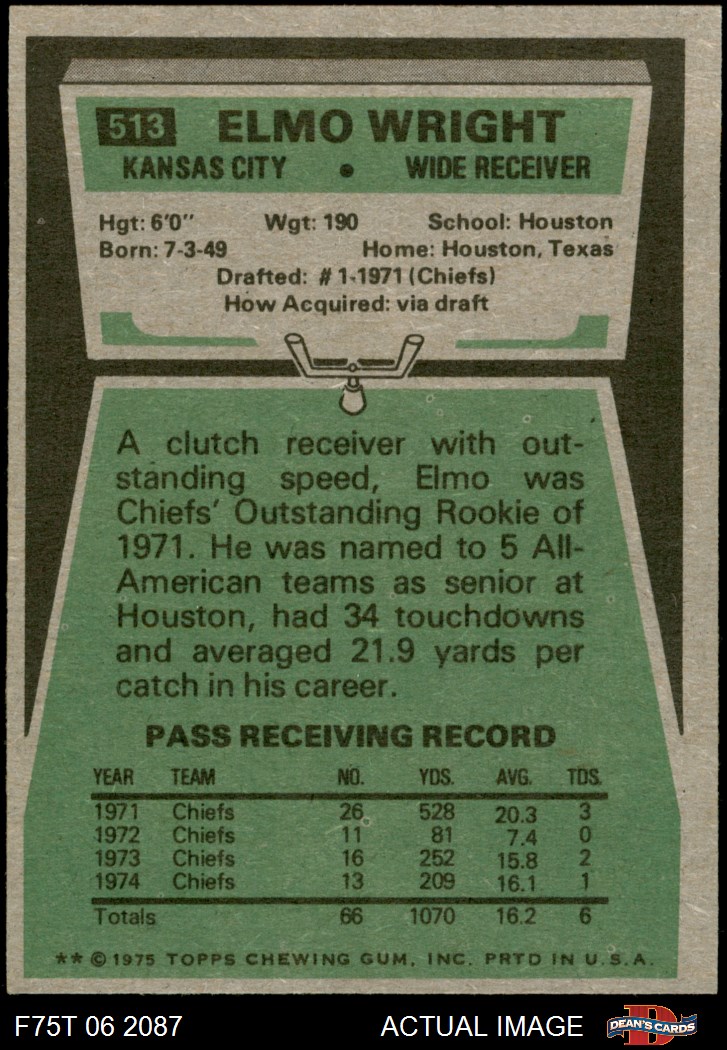 513 ELMO WRIGHT
KANSAS CITY • WIDE RECEIVER
Hgt: 6'0" Wgt: 190 School: Houston
Born: 7-3-49 Home: Houston, Texas
Drafted: #1-1971 (Chiefs)
How Acquired: via draft
A clutch receiver with out-
standing speed, Elmo was
Chiefs' Outstanding Rookie of
1971. He was named to 5 All-
American teams as senior at
Houston, had 34 touchdowns
and averaged 21.9 yards per
catch in his career.
PASS RECEIVING RECORD
YEAR TEAM NO. YDS. AVG. TDS.
1971 Chiefs 26 528 20.3 3
1972 Chiefs 11 81 7.4 0
1973 Chiefs 16 252 15.8 2
1974 Chiefs 13 209 16.1 1
Totals 66 1070 16.2 6
** © 1975 TOPPS CHEWING GUM, INC. PRTD IN U.S.A.
F75T 06 2087 ACTUAL IMAGE D DEAN'S CARDS